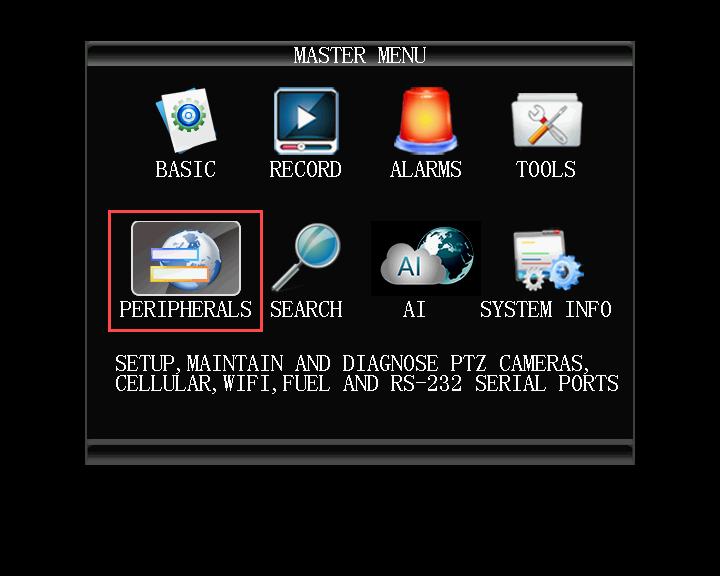 MASTER MENU
BASIC RECORD ALARMS TOOLS
AI
PERIPHERALS SEARCH AI SYSTEM INFO
SETUP,MAINTAIN AND DIAGNOSE PTZ CAMERAS,
CELLULAR,WIFI,FUEL AND RS-232 SERIAL PORTS